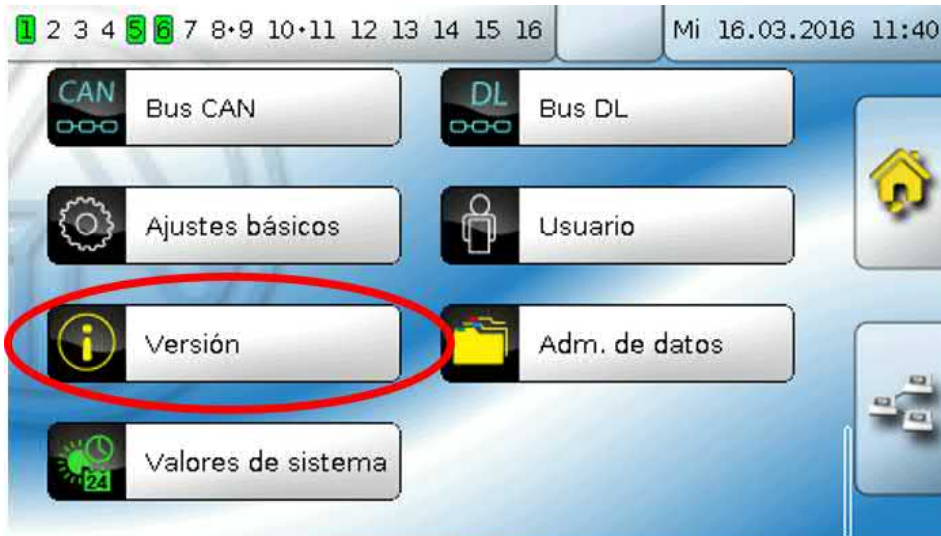 1 2 3 4 5 6 7 8•9 10•11 12 13 14 15 16 Mi 16.03.2016 11:40
CAN Bus CAN DL Bus DL
Ajustes básicos Usuario
i Versión Adm. de datos
24 Valores de sistema